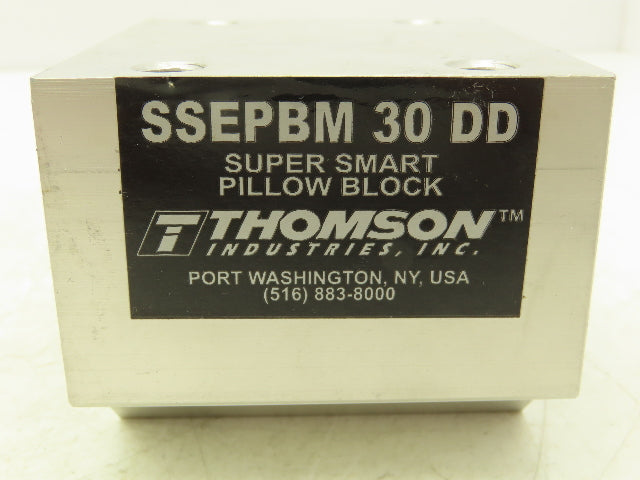 SSEPBM 30 DD
SUPER SMART
PILLOW BLOCK
THOMSON™
INDUSTRIES, INC.
PORT WASHINGTON, NY, USA
(516) 883-8000